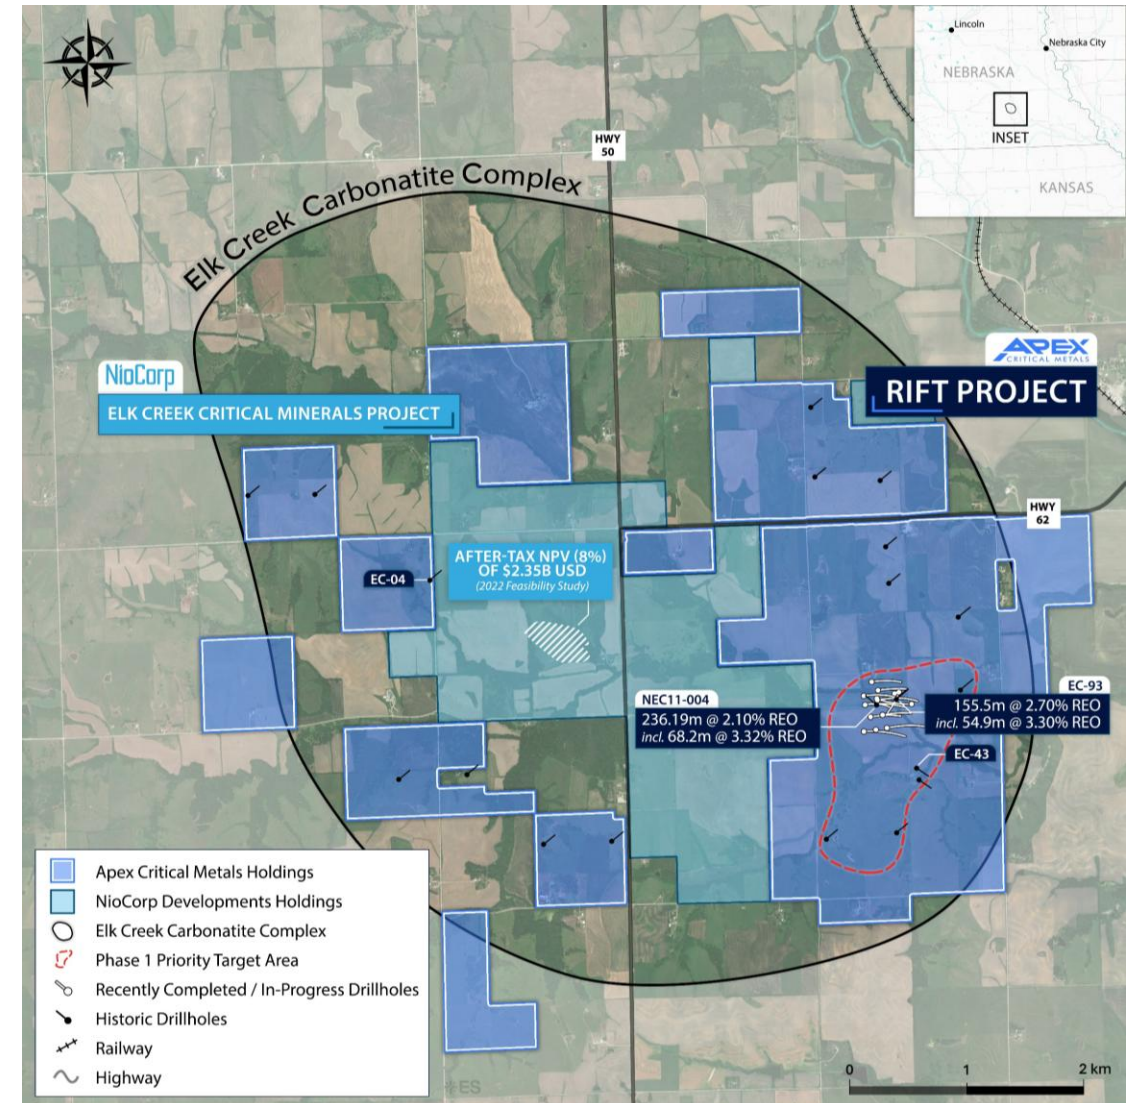 Lincoln
Nebraska City
NEBRASKA
INSET
KANSAS
HWY
50
Elk Creek Carbonatite Complex
APEX
CRITICAL METALS
RIFT PROJECT
NioCorp
ELK CREEK CRITICAL MINERALS PROJECT
HWY
62
AFTER-TAX NPV (8%)
OF $2.35B USD
(2022 Feasibility Study)
EC-04
NEC11-004
236.19m @ 2.10% REO
incl. 68.2m @ 3.32% REO
EC-93
155.5m @ 2.70% REO
incl. 54.9m @ 3.30% REO
EC-43
Apex Critical Metals Holdings
NioCorp Developments Holdings
Elk Creek Carbonatite Complex
Phase 1 Priority Target Area
Recently Completed / In-Progress Drillholes
Historic Drillholes
Railway
Highway
0 1 2 km